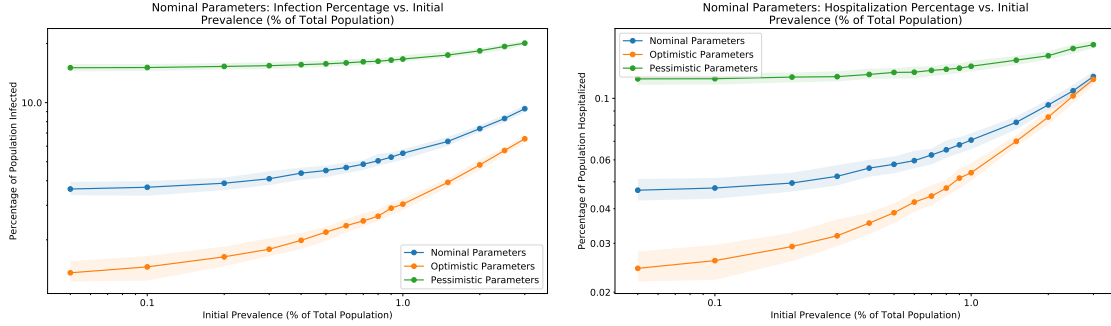 Nominal Parameters: Infection Percentage vs. Initial
Prevalence (% of Total Population)
Percentage of Population Infected
10.0
Nominal Parameters
Optimistic Parameters
Pessimistic Parameters
0.1
1.0
Initial Prevalence (% of Total Population)
Nominal Parameters: Hospitalization Percentage vs. Initial
Prevalence (% of Total Population)
Percentage of Population Hospitalized
Nominal Parameters
Optimistic Parameters
Pessimistic Parameters
0.1
0.06
0.04
0.03
0.02
0.1
1.0
Initial Prevalence (% of Total Population)